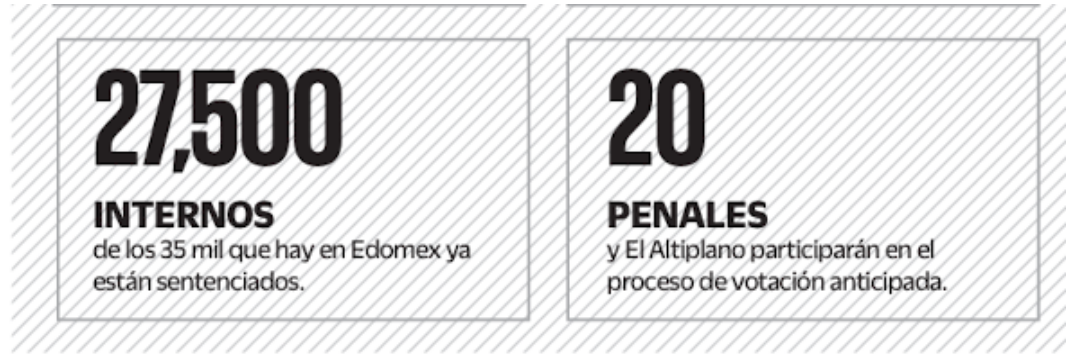 27,500
INTERNOS
de los 35 mil que hay en Edomex ya
están sentenciados.
20
PENALES
y El Altiplano participarán en el
proceso de votación anticipada.